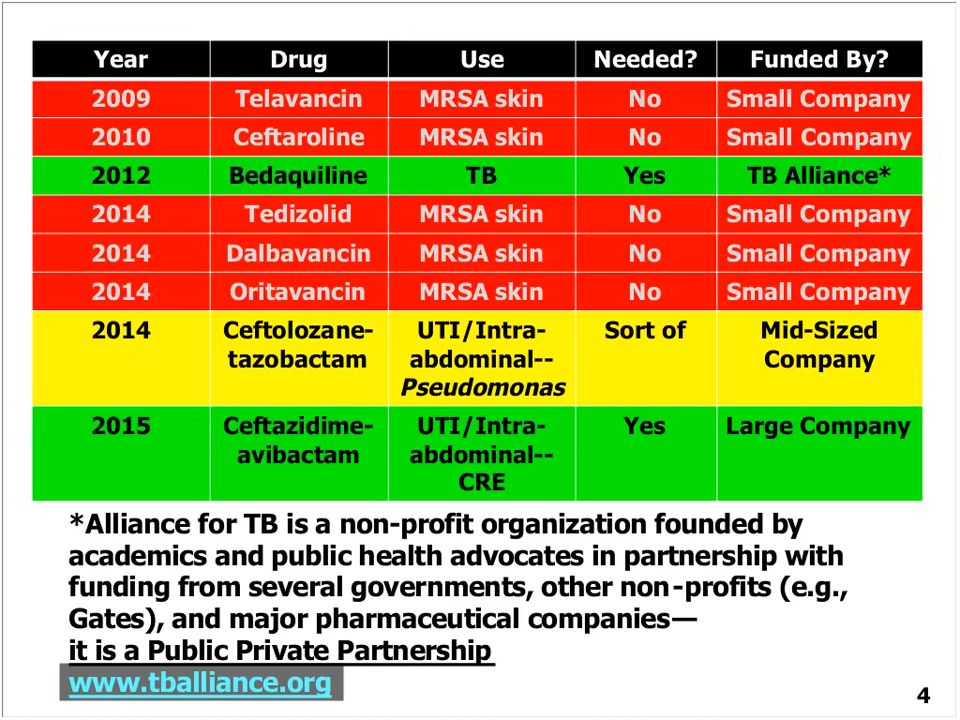 Year Drug Use Needed? Funded By?
2009 Telavancin MRSA skin No Small Company
2010 Ceftaroline MRSA skin No Small Company
2012 Bedaquiline TB Yes TB Alliance*
2014 Tedizolid MRSA skin No Small Company
2014 Dalbavancin MRSA skin No Small Company
2014 Oritavancin MRSA skin No Small Company
2014 Ceftolozane- UTI/Intra- Sort of Mid-Sized
tazobactam abdominal-- Company
Pseudomonas
2015 Ceftazidime- UTI/Intra- Yes Large Company
avibactam abdominal--
CRE
*Alliance for TB is a non-profit organization founded by
academics and public health advocates in partnership with
funding from several governments, other non-profits (e.g.,
Gates), and major pharmaceutical companies—
it is a Public Private Partnership
www.tballiance.org
4